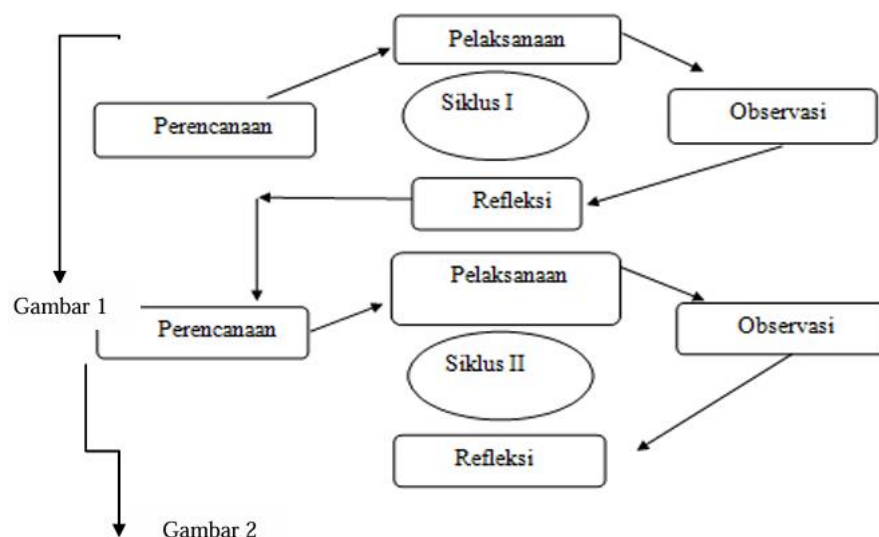 Pelaksanaan
Siklus I
Perencanaan
Observasi
Refleksi
Pelaksanaan
Gambar 1
Perencanaan
Observasi
Siklus II
Refleksi
Gambar 2